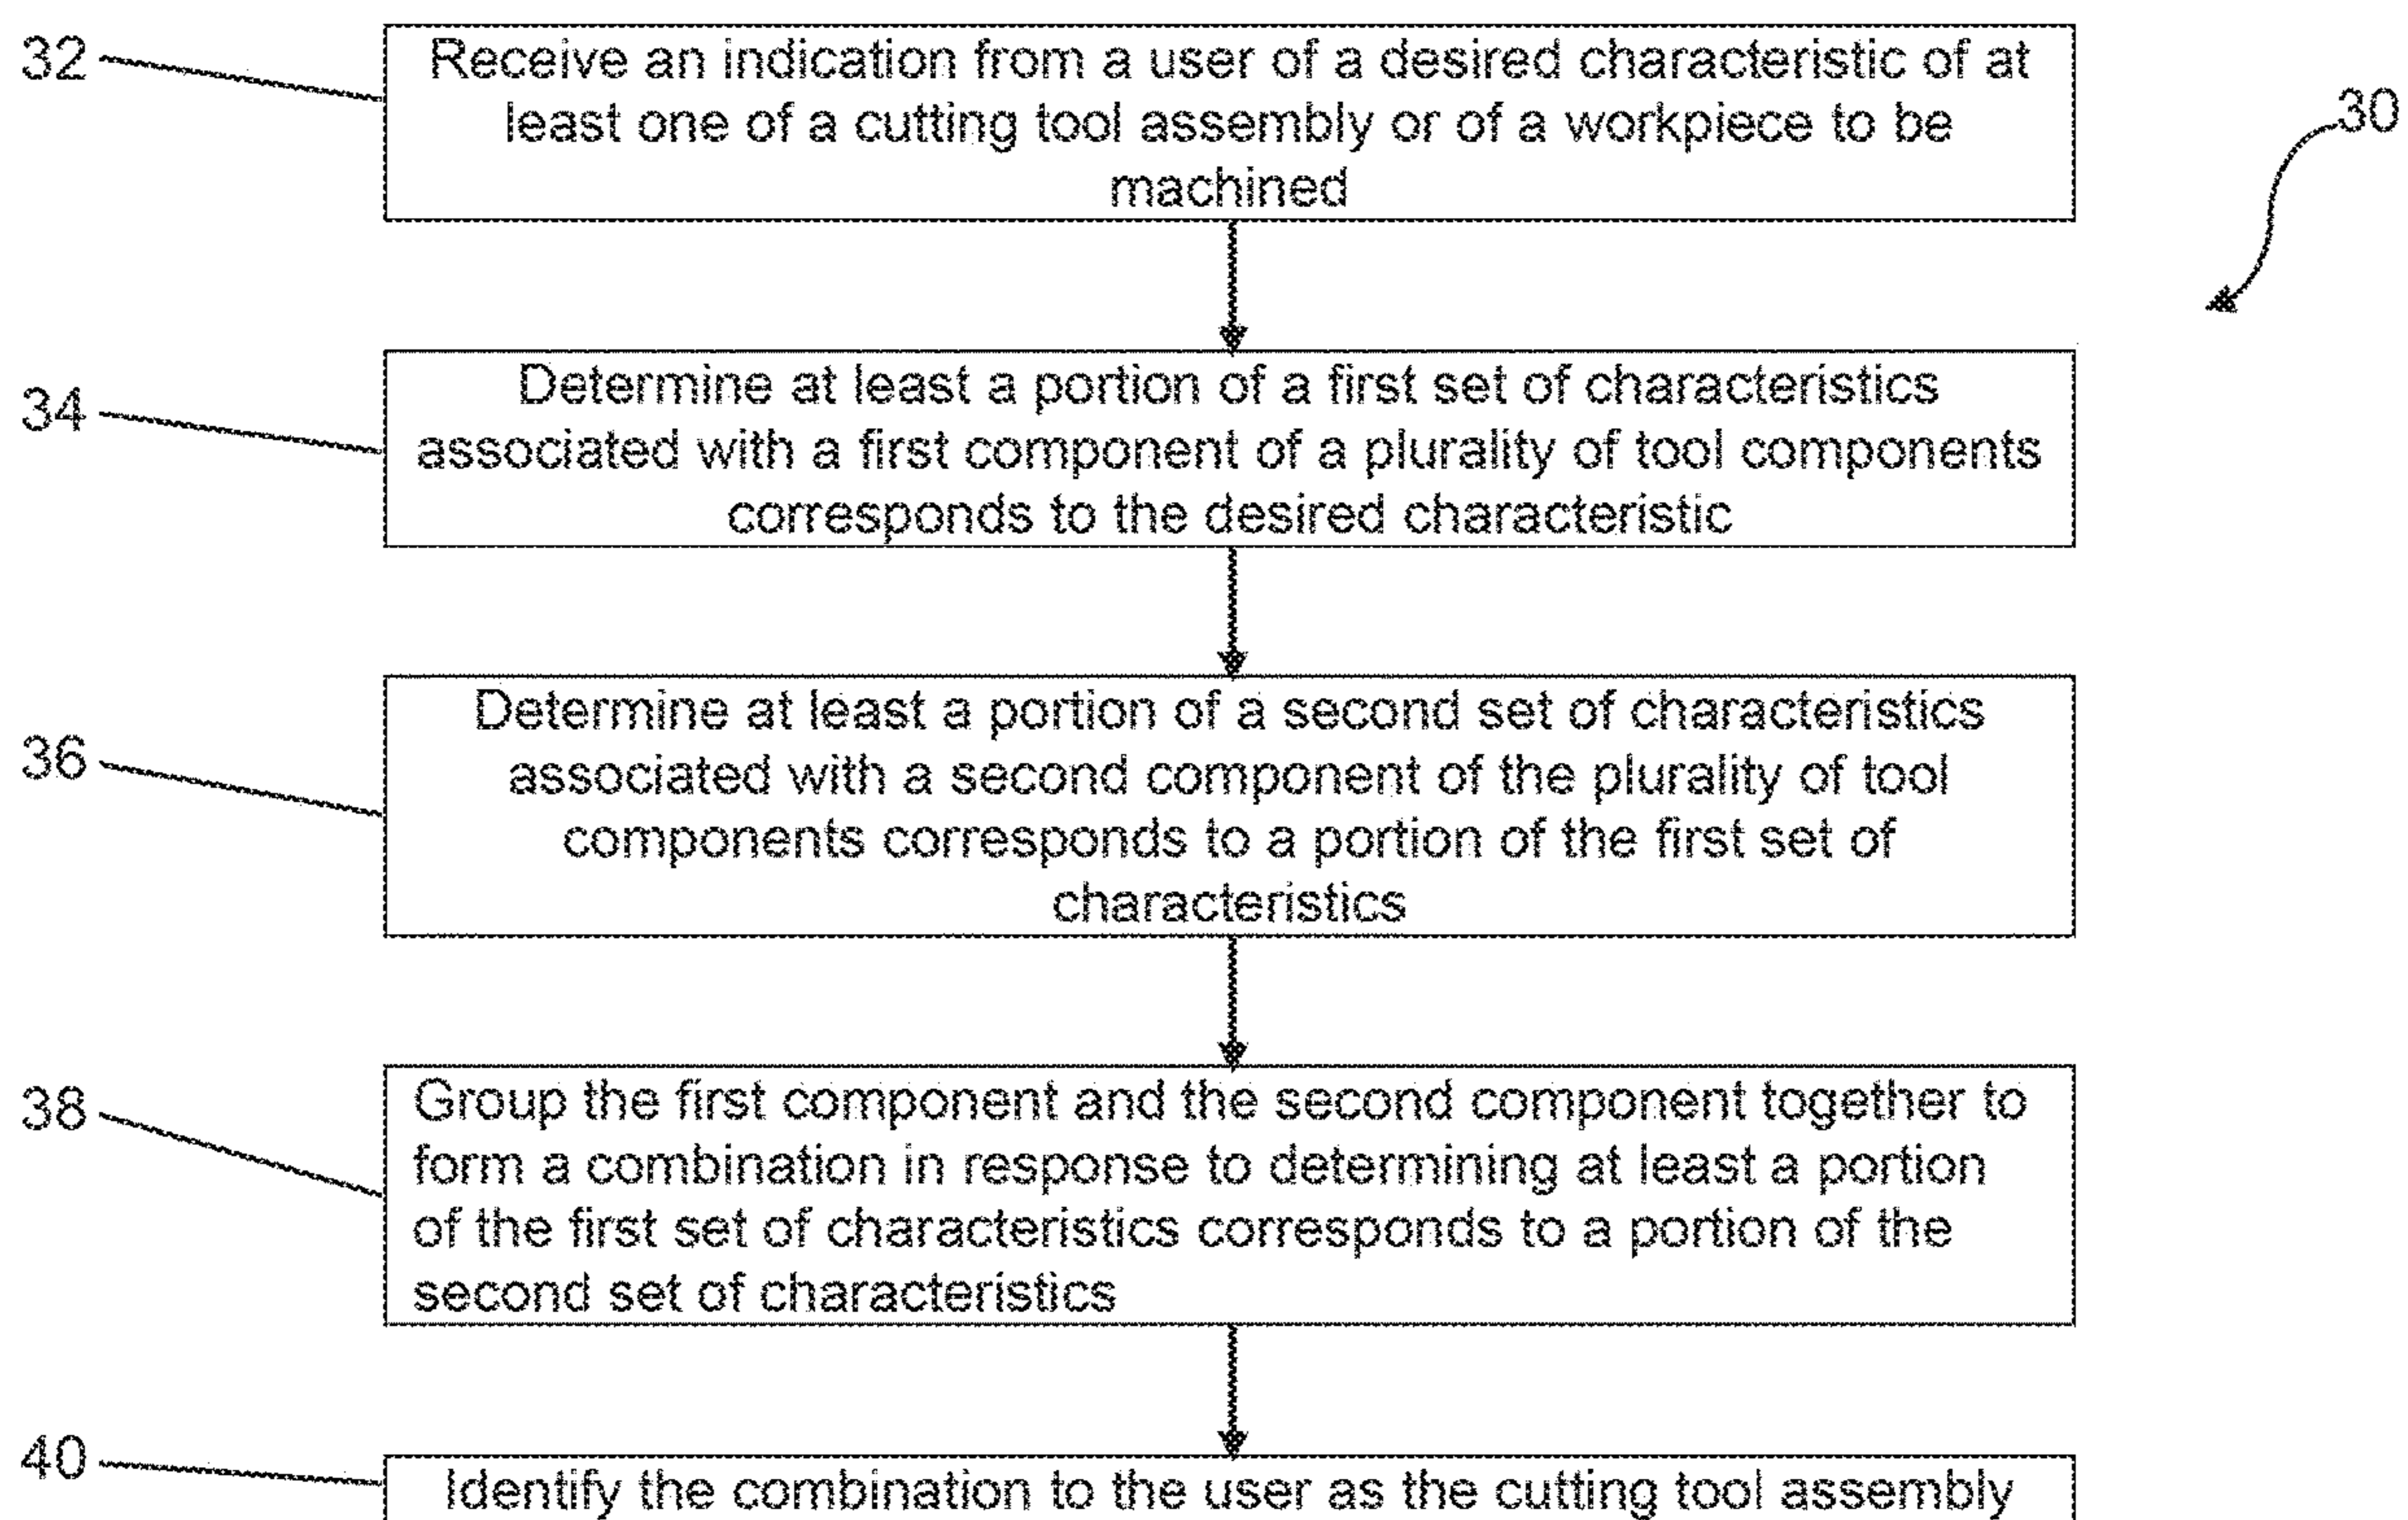 32
Receive an indication from a user of a desired characteristic of at
least one of a cutting tool assembly or of a workpiece to be
machined
30
34
Determine at least a portion of a first set of characteristics
associated with a first component of a plurality of tool components
corresponds to the desired characteristic
36
Determine at least a portion of a second set of characteristics
associated with a second component of the plurality of tool
components corresponds to a portion of the first set of
characteristics
38
Group the first component and the second component together to
form a combination in response to determining at least a portion
of the first set of characteristics corresponds to a portion of the
second set of characteristics
40
Identify the combination to the user as the cutting tool assembly